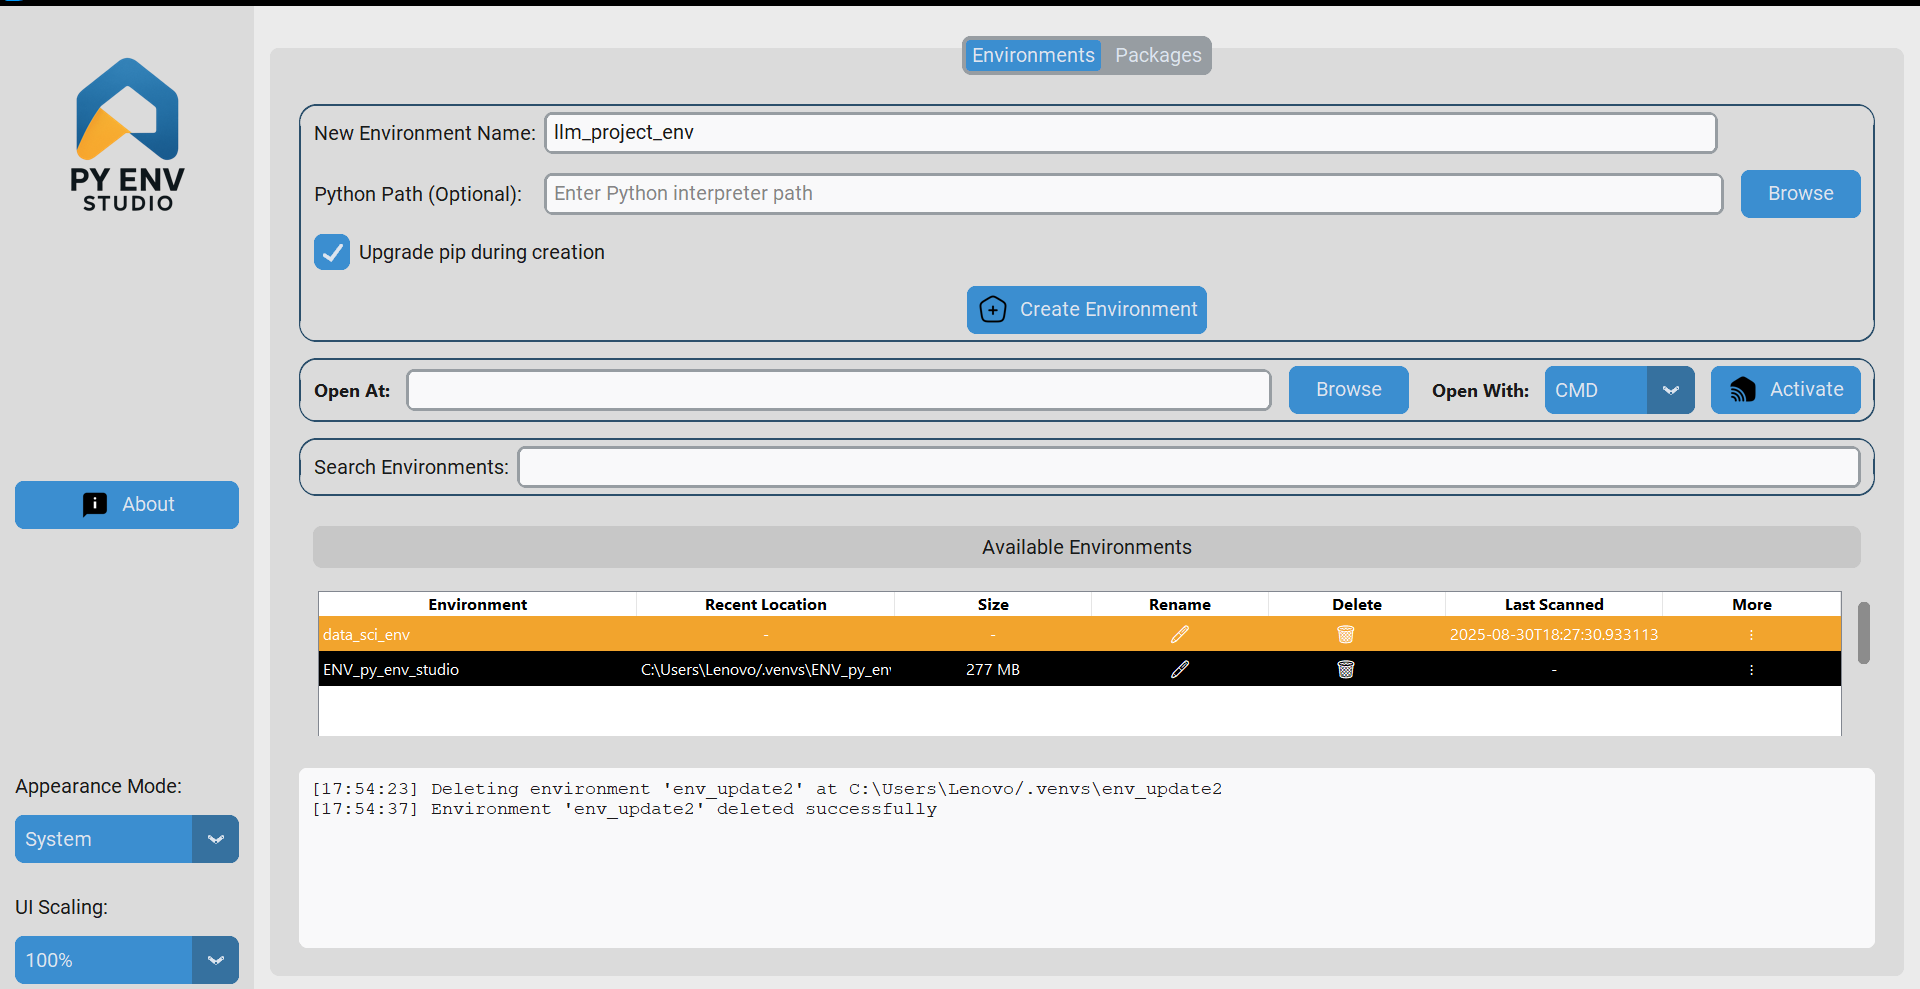 PY ENV
STUDIO
About
Appearance Mode:
System
UI Scaling:
100%
Environments Packages
New Environment Name: llm_project_env
Python Path (Optional): Enter Python interpreter path Browse
Upgrade pip during creation
Create Environment
Open At: Browse Open With: CMD Activate
Search Environments:
Available Environments
Environment Recent Location Size Rename Delete Last Scanned More
data_sci_env - - 2025-08-30T18:27:30.933113
ENV_py_env_studio C:\Users\Lenovo/.venvs\ENV_py_en 277 MB -
[17:54:23] Deleting environment 'env_update2' at C:\Users\Lenovo/.venvs\env_update2
[17:54:37] Environment 'env_update2' deleted successfully